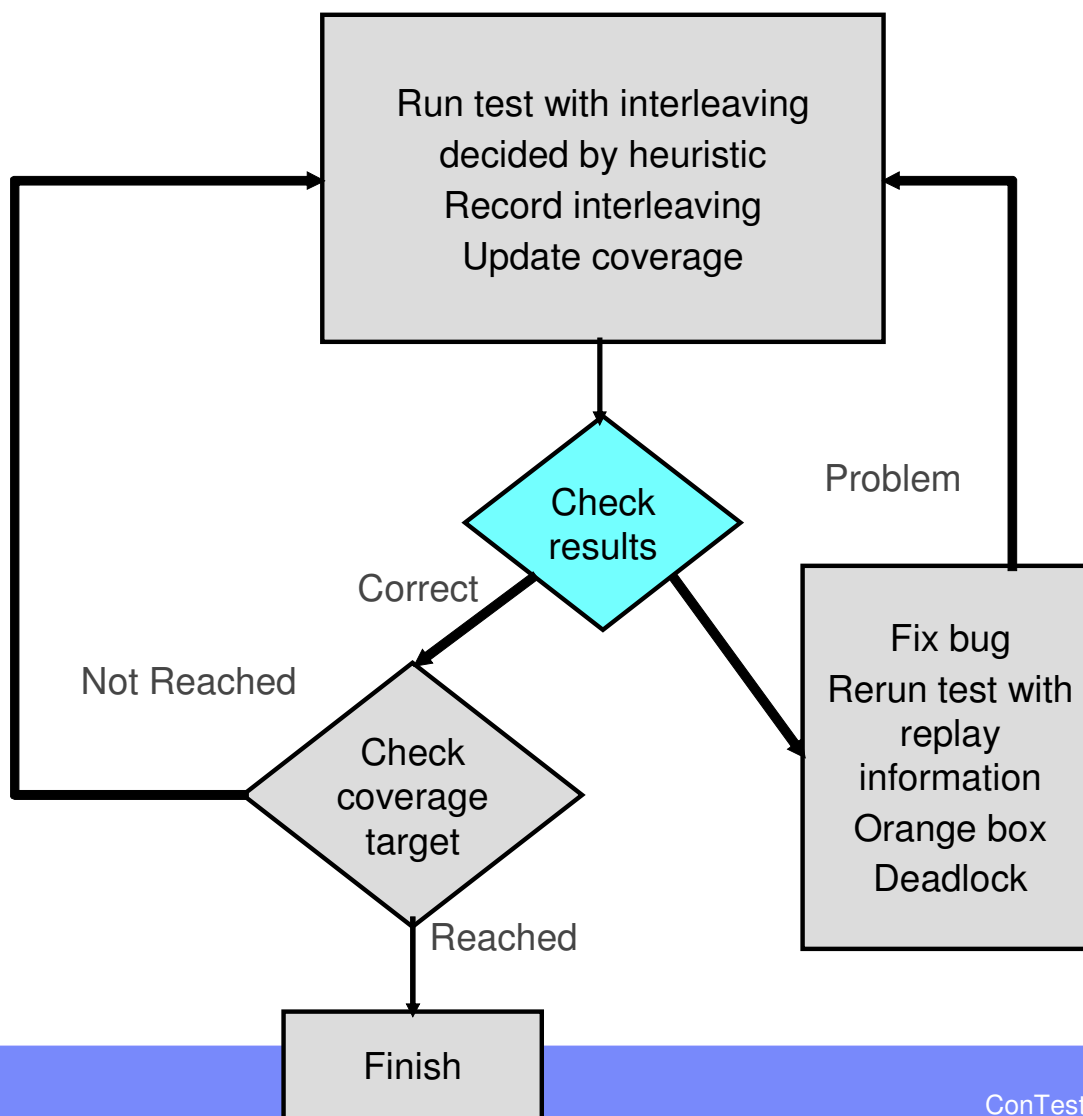 Run test with interleaving
decided by heuristic
Record interleaving
Update coverage
Check
results
Problem
Correct
Not Reached
Fix bug
Rerun test with
replay
information
Orange box
Deadlock
Check
coverage
target
Reached
Finish
ConTest